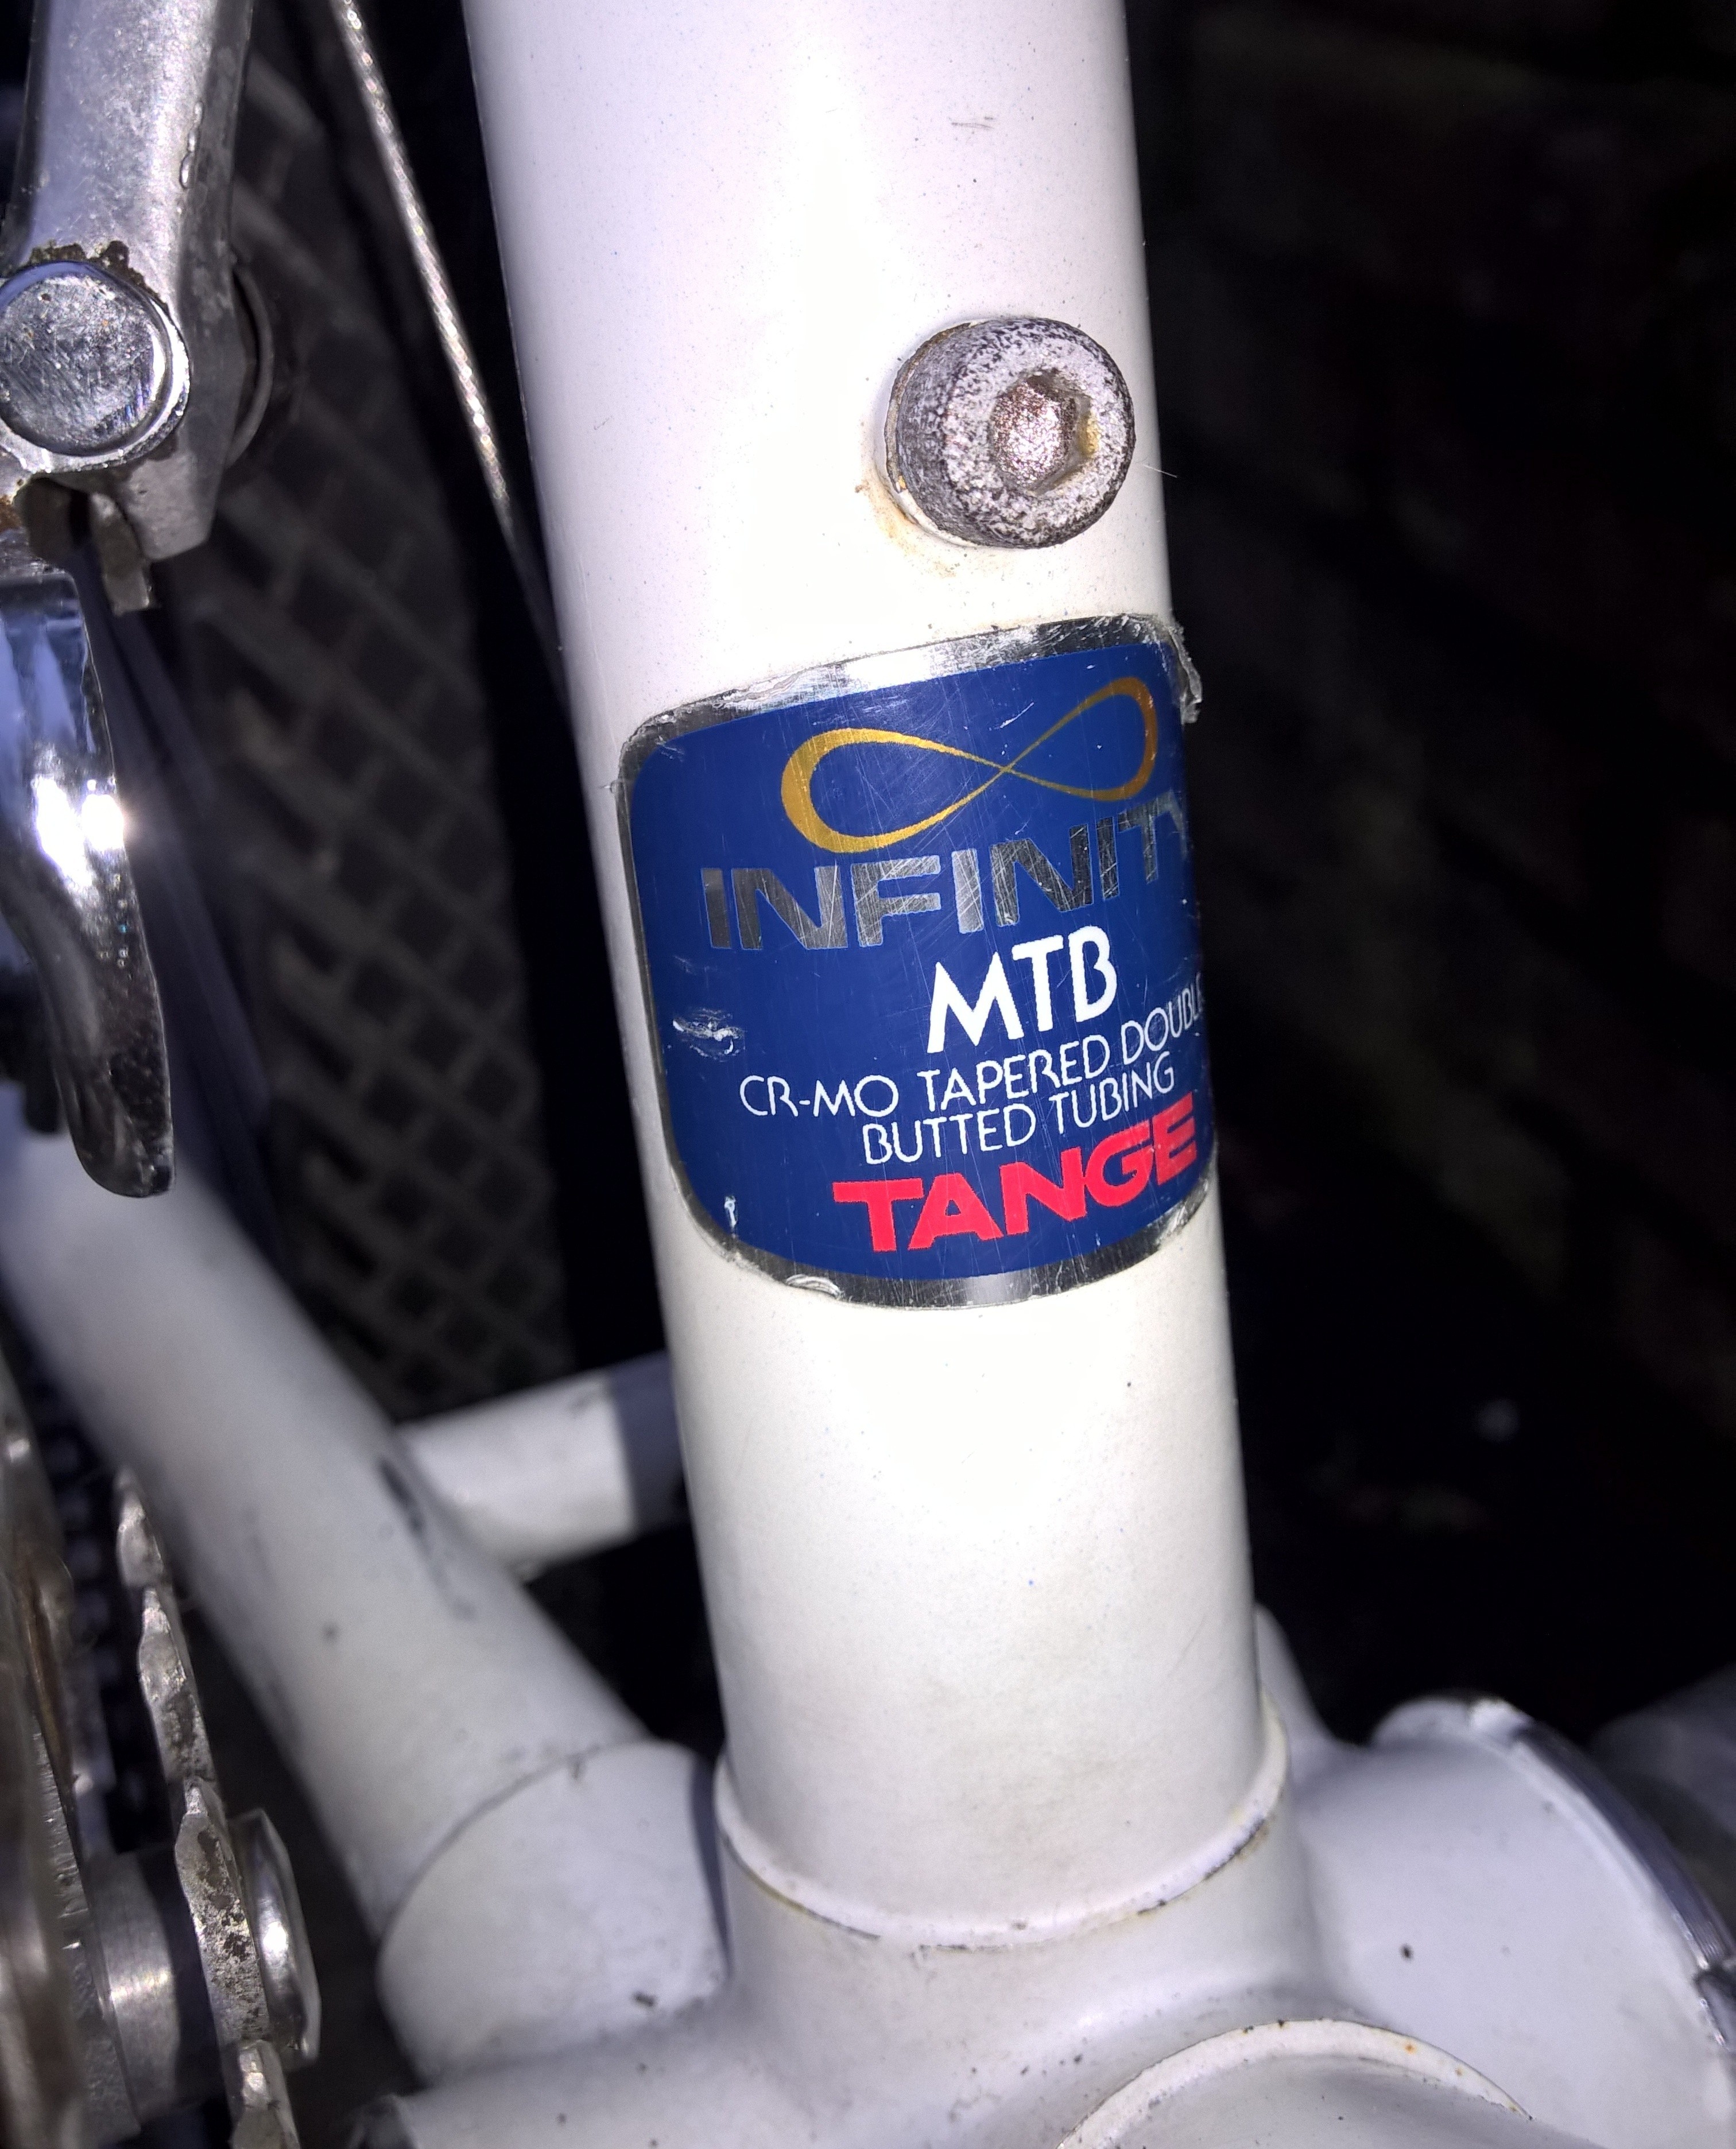 INFINITY
MTB
CR-MO TAPERED DOUBLE
BUTTED TUBING
TANGE